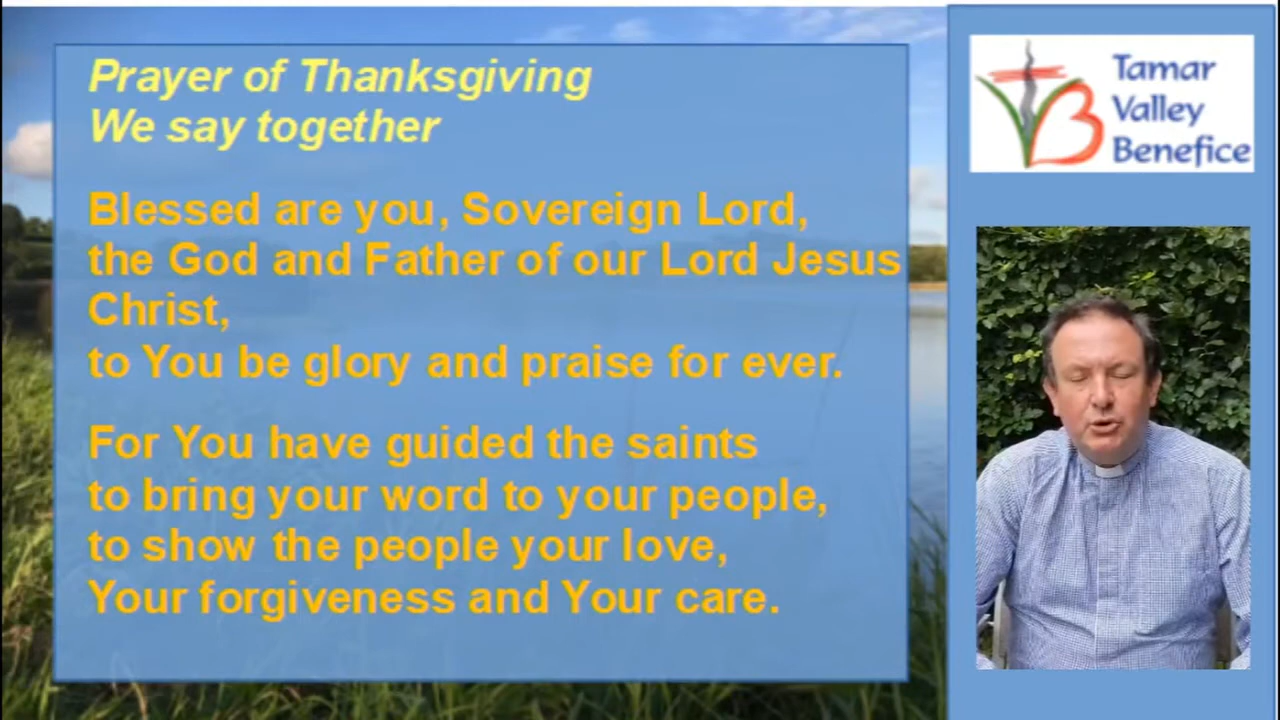 Prayer of Thanksgiving
We say together
Blessed are you, Sovereign Lord,
the God and Father of our Lord Jesus
Christ,
to You be glory and praise for ever.
For You have guided the saints
to bring your word to your people,
to show the people your love,
Your forgiveness and Your care.
Tamar
Valley
Benefice